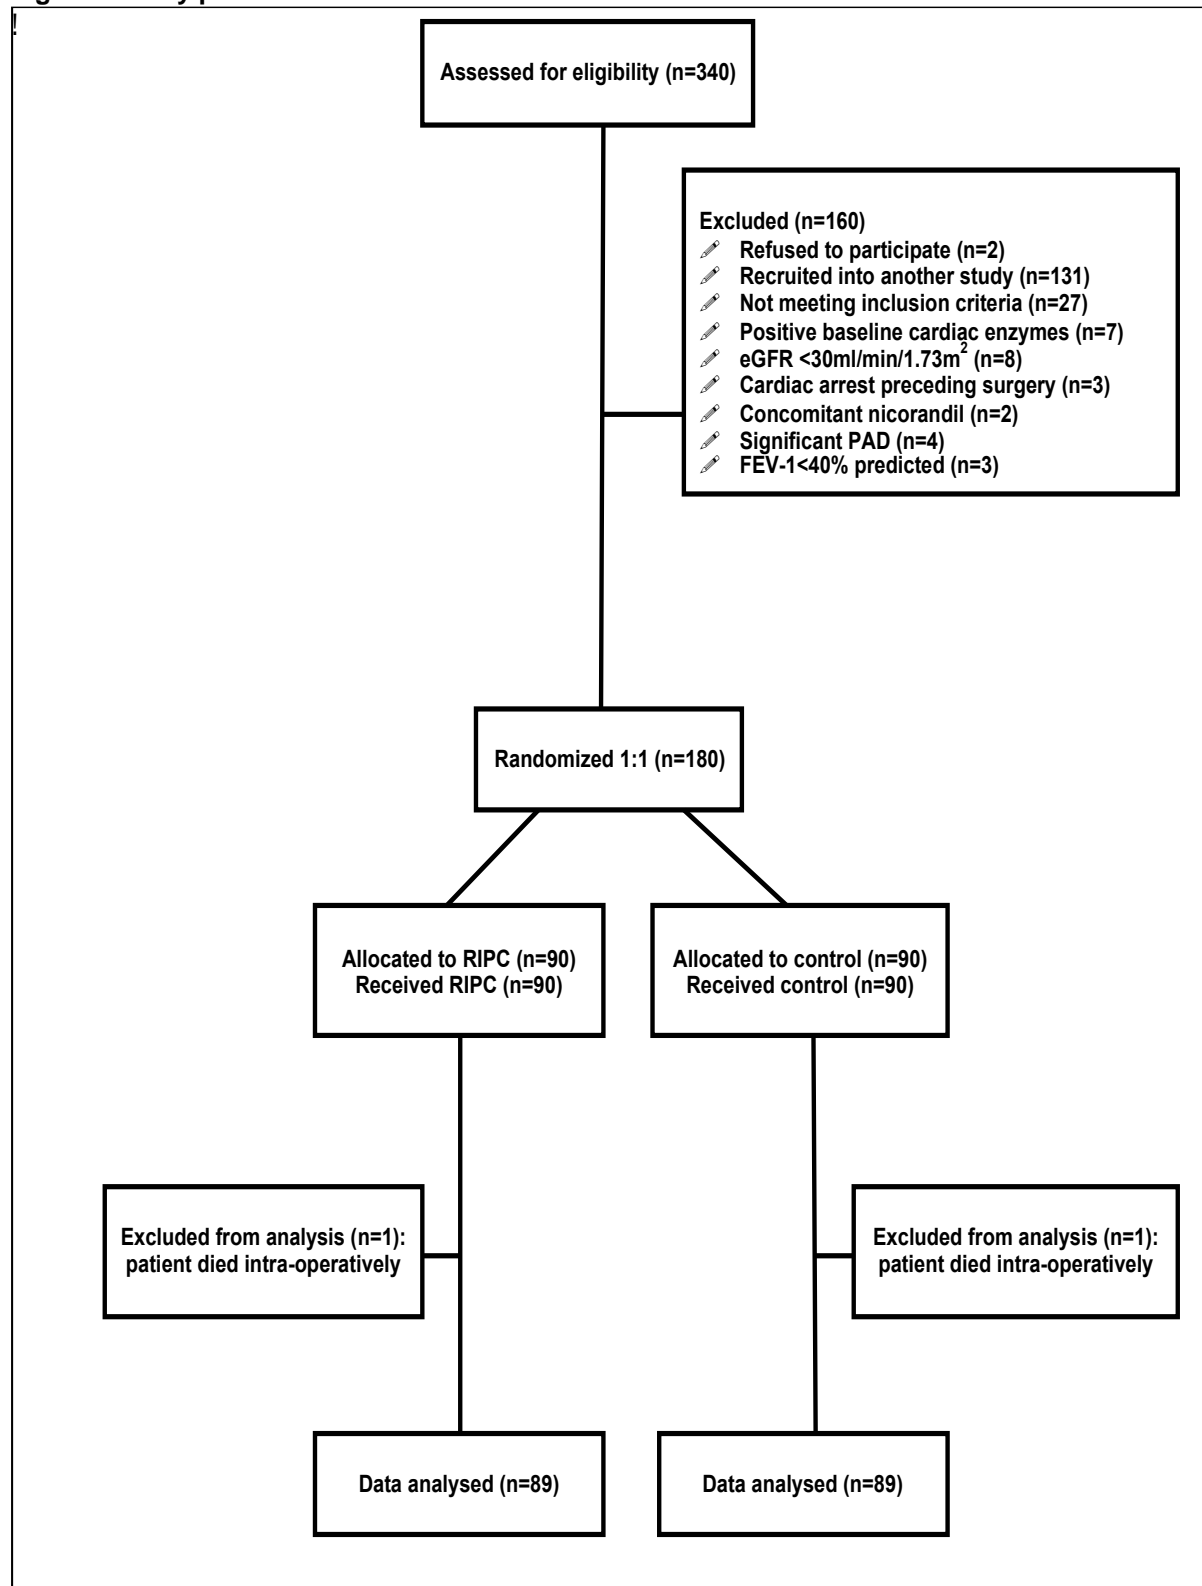 !
Assessed for eligibility (n=340)
Excluded (n=160)
Refused to participate (n=2)
Recruited into another study (n=131)
Not meeting inclusion criteria (n=27)
Positive baseline cardiac enzymes (n=7)
eGFR <30ml/min/1.73m² (n=8)
Cardiac arrest preceding surgery (n=3)
Concomitant nicorandil (n=2)
Significant PAD (n=4)
FEV-1<40% predicted (n=3)
Randomized 1:1 (n=180)
Allocated to RIPC (n=90)
Received RIPC (n=90)
Allocated to control (n=90)
Received control (n=90)
Excluded from analysis (n=1):
patient died intra-operatively
Excluded from analysis (n=1):
patient died intra-operatively
Data analysed (n=89)
Data analysed (n=89)